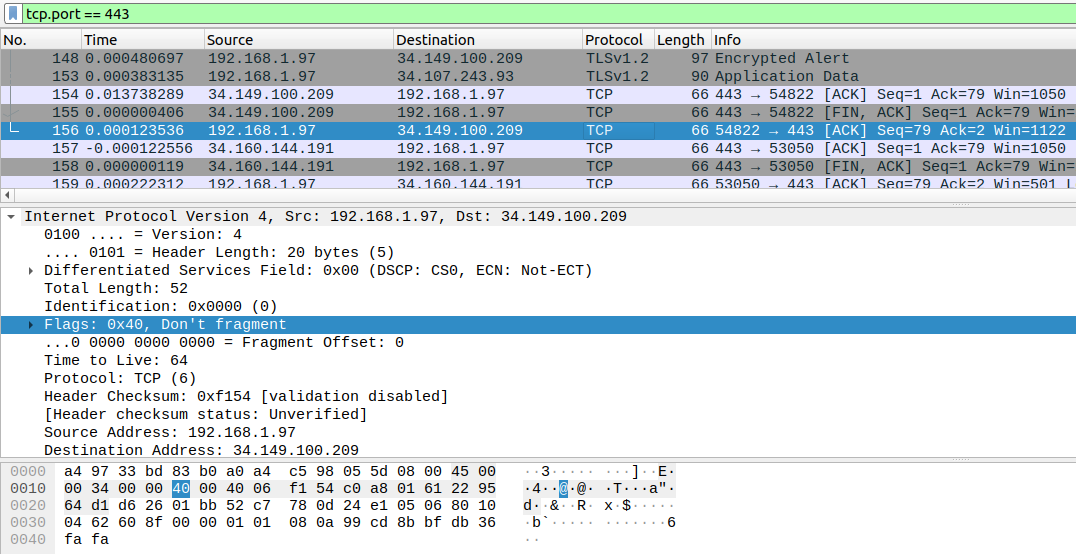 tcp.port == 443
No. Time Source Destination Protocol Length Info
148 0.000480697 192.168.1.97 34.149.100.209 TLSv1.2 97 Encrypted Alert
153 0.000383135 192.168.1.97 34.107.243.93 TLSv1.2 90 Application Data
154 0.013738289 34.149.100.209 192.168.1.97 TCP 66 443 → 54822 [ACK] Seq=1 Ack=79 Win=1050
155 0.000000406 34.149.100.209 192.168.1.97 TCP 66 443 → 54822 [FIN, ACK] Seq=1 Ack=79 Win=
156 0.000123536 192.168.1.97 34.149.100.209 TCP 66 54822 → 443 [ACK] Seq=79 Ack=2 Win=1122
157 -0.000122556 34.160.144.191 192.168.1.97 TCP 66 443 → 53050 [ACK] Seq=1 Ack=79 Win=1050
158 0.000000119 34.160.144.191 192.168.1.97 TCP 66 443 → 53050 [FIN, ACK] Seq=1 Ack=79 Win=
159 0.000222312 192.168.1.97 34.160.144.191 TCP 66 53050 → 443 [ACK] Seq=79 Ack=2 Win=501 L
Internet Protocol Version 4, Src: 192.168.1.97, Dst: 34.149.100.209
0100 .... = Version: 4
.... 0101 = Header Length: 20 bytes (5)
Differentiated Services Field: 0x00 (DSCP: CS0, ECN: Not-ECT)
Total Length: 52
Identification: 0x0000 (0)
Flags: 0x40, Don't fragment
...0 0000 0000 0000 = Fragment Offset: 0
Time to Live: 64
Protocol: TCP (6)
Header Checksum: 0xf154 [validation disabled]
[Header checksum status: Unverified]
Source Address: 192.168.1.97
Destination Address: 34.149.100.209
0000 a4 97 33 bd 83 b0 a0 a4 c5 98 05 5d 08 00 45 00 ··3····· ···]··E·
0010 00 34 00 00 40 00 40 06 f1 54 c0 a8 01 61 22 95 ·4··@·@· ·T···a"·
0020 64 d1 d6 26 01 bb 52 c7 78 0d 24 e1 05 06 80 10 d··&··R· x·$·····
0030 04 62 60 8f 00 00 01 01 08 0a 99 cd 8b bf db 36 ·b`····· ·······6
0040 fa fa ··